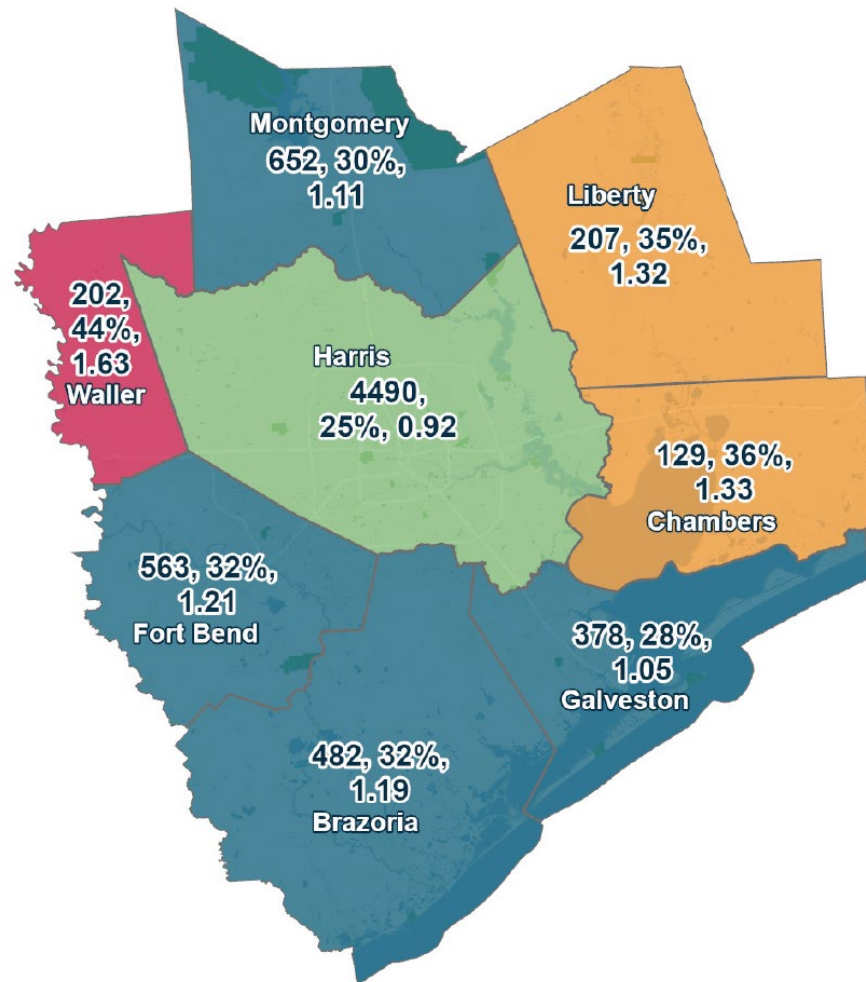 Montgomery
652, 30%,
1.11
Liberty
207, 35%,
1.32
202,
44%,
1.63
Waller
Harris
4490,
25%, 0.92
129, 36%,
1.33
Chambers
563, 32%,
1.21
Fort Bend
378, 28%,
1.05
Galveston
482, 32%,
1.19
Brazoria